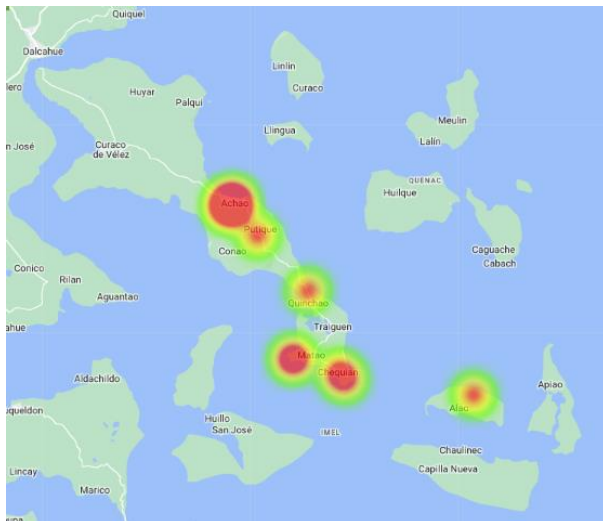 Quiquel
Dalcahue
Linlin
Curaco
Huyar
Palqui
Meulin
Llingua
Lalín
n José
Curaco
de Vélez
QUENAC
Huilque
Achao
Putique
Conao
Caguache
Cabach
Conico
Rilan
Aguantao
Quinchao
ahue
Traiguen
Matao
Chequian
Aldachildo
Apiao
Alao
Huillo
San José
IMEL
Chaulinec
Capilla Nueva
Lincay
Marico